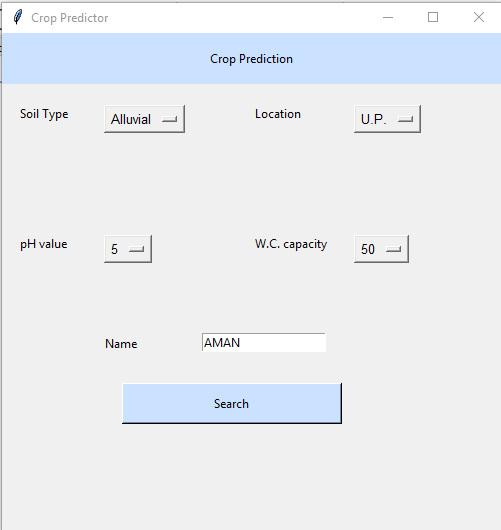 Crop Predictor
Crop Prediction
Soil Type Alluvial Location U.P.
pH value 5 W.C. capacity 50
Name AMAN
Search